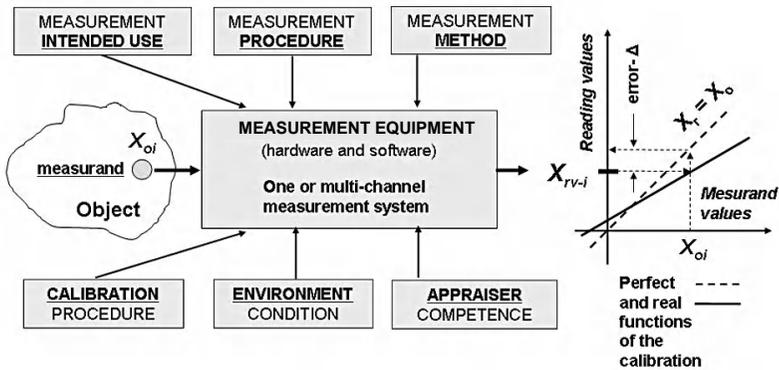 MEASUREMENT
INTENDED USE
MEASUREMENT
PROCEDURE
MEASUREMENT
METHOD
Xoi
measurand
Object
MEASUREMENT EQUIPMENT
(hardware and software)
One or multi-channel
measurement system
CALIBRATION
PROCEDURE
ENVIRONMENT
CONDITION
APPRAISER
COMPETENCE
Reading values
error- Δ
Xr = Xo
Xrv-i
Mesurand
values
Xoi
Perfect
and real
functions
of the
calibration